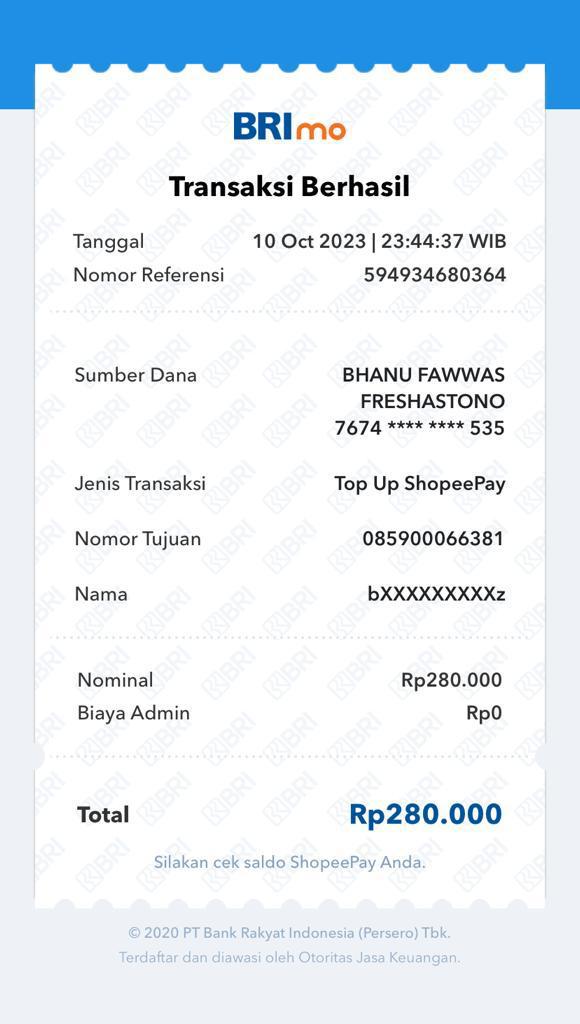 BRImo
Transaksi Berhasil
Tanggal 10 Oct 2023 | 23:44:37 WIB
Nomor Referensi 594934680364
Sumber Dana BHANU FAWWAS
FRESHASTONO
7674 **** **** 535
Jenis Transaksi Top Up ShopeePay
Nomor Tujuan 085900066381
Nama bXXXXXXXXXz
Nominal Rp280.000
Biaya Admin Rp0
Total Rp280.000
Silakan cek saldo ShopeePay Anda.
© 2020 PT Bank Rakyat Indonesia (Persero) Tbk.
Terdaftar dan diawasi oleh Otoritas Jasa Keuangan.